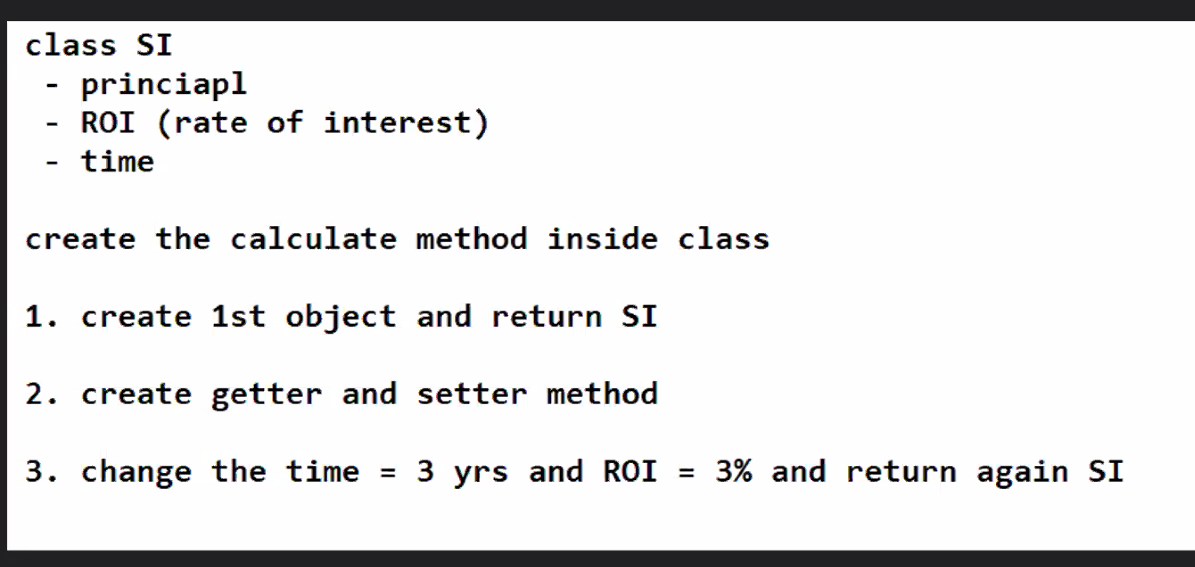 class SI
- princiapl
- ROI (rate of interest)
- time
create the calculate method inside class
1. create 1st object and return SI
2. create getter and setter method
3. change the time = 3 yrs and ROI = 3% and return again SI